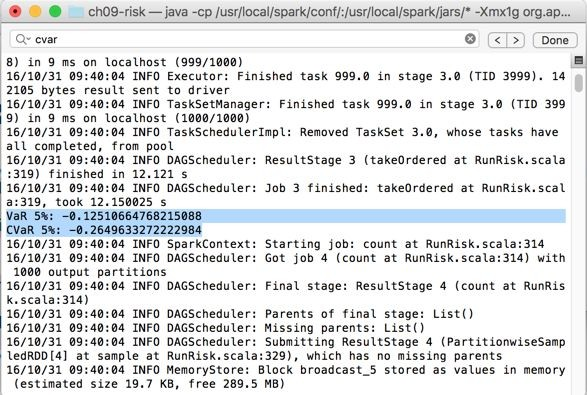 ch09-risk — java -cp /usr/local/spark/conf/:/usr/local/spark/jars/* -Xmx1g org.ap...
cvar
< > Done
8) in 9 ms on localhost (999/1000)
16/10/31 09:40:04 INFO Executor: Finished task 999.0 in stage 3.0 (TID 3999). 14
2105 bytes result sent to driver
16/10/31 09:40:04 INFO TaskSetManager: Finished task 999.0 in stage 3.0 (TID 399
9) in 9 ms on localhost (1000/1000)
16/10/31 09:40:04 INFO TaskSchedulerImpl: Removed TaskSet 3.0, whose tasks have
all completed, from pool
16/10/31 09:40:04 INFO DAGScheduler: ResultStage 3 (takeOrdered at RunRisk.scala
:319) finished in 12.121 s
16/10/31 09:40:04 INFO DAGScheduler: Job 3 finished: takeOrdered at RunRisk.scal
a:319, took 12.150025 s
VaR 5%: -0.12510664768215088
CVaR 5%: -0.2649633272222984
16/10/31 09:40:04 INFO SparkContext: Starting job: count at RunRisk.scala:314
16/10/31 09:40:04 INFO DAGScheduler: Got job 4 (count at RunRisk.scala:314) with
1000 output partitions
16/10/31 09:40:04 INFO DAGScheduler: Final stage: ResultStage 4 (count at RunRis
k.scala:314)
16/10/31 09:40:04 INFO DAGScheduler: Parents of final stage: List()
16/10/31 09:40:04 INFO DAGScheduler: Missing parents: List()
16/10/31 09:40:04 INFO DAGScheduler: Submitting ResultStage 4 (PartitionwiseSamp
ledRDD[4] at sample at RunRisk.scala:329), which has no missing parents
16/10/31 09:40:04 INFO MemoryStore: Block broadcast_5 stored as values in memory
(estimated size 19.7 KB, free 289.5 MB)